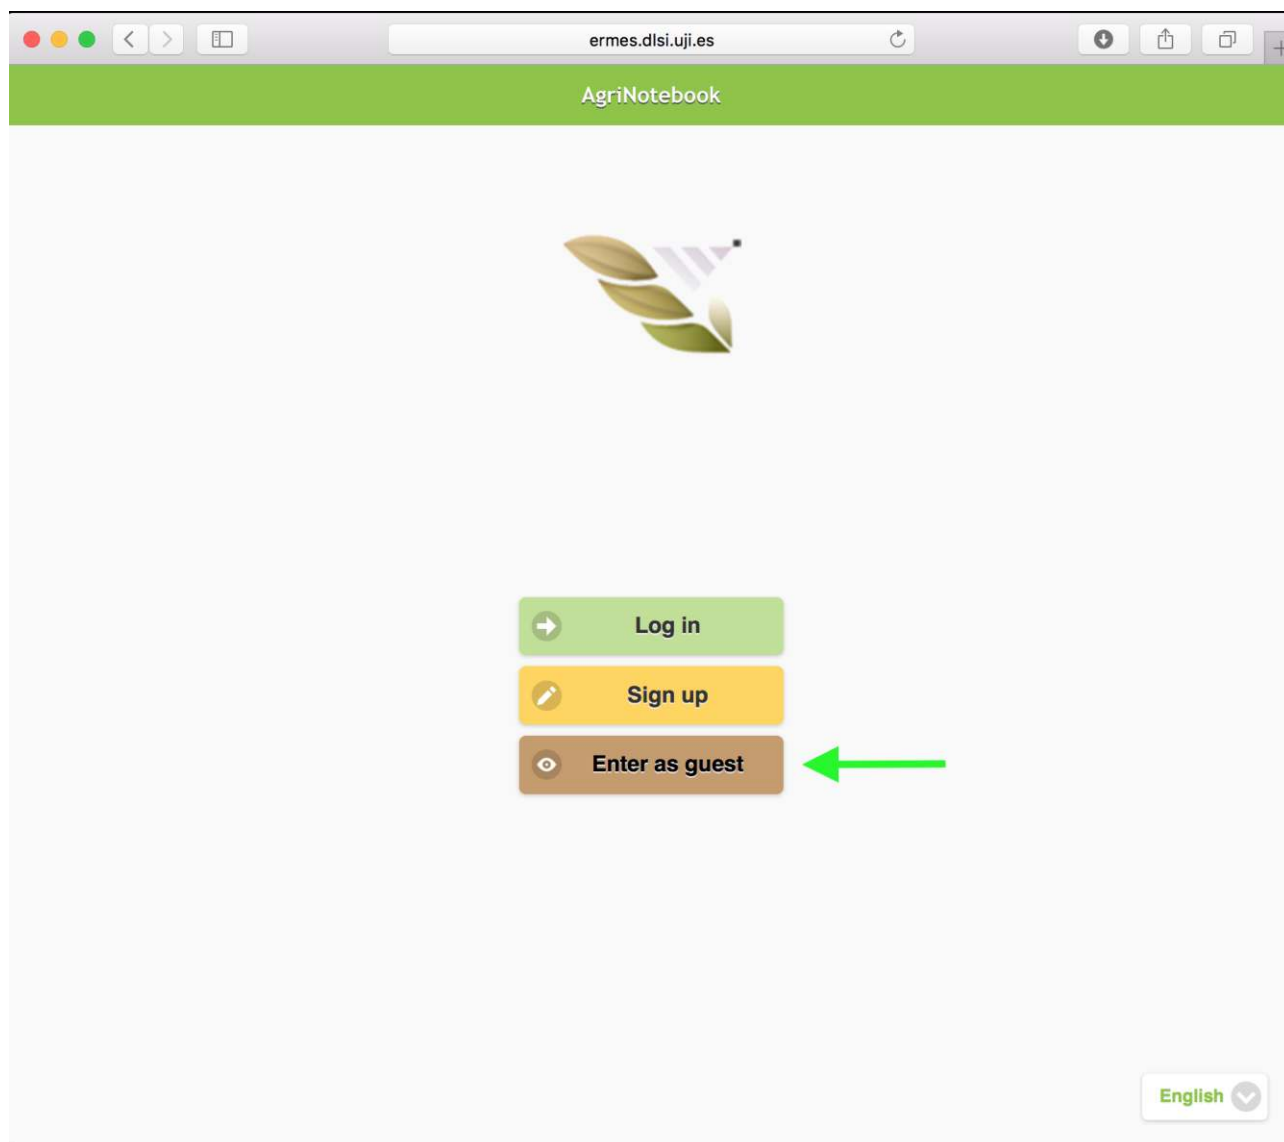 ermes.dlsi.uji.es
AgriNotebook
Log in
Sign up
Enter as guest
English